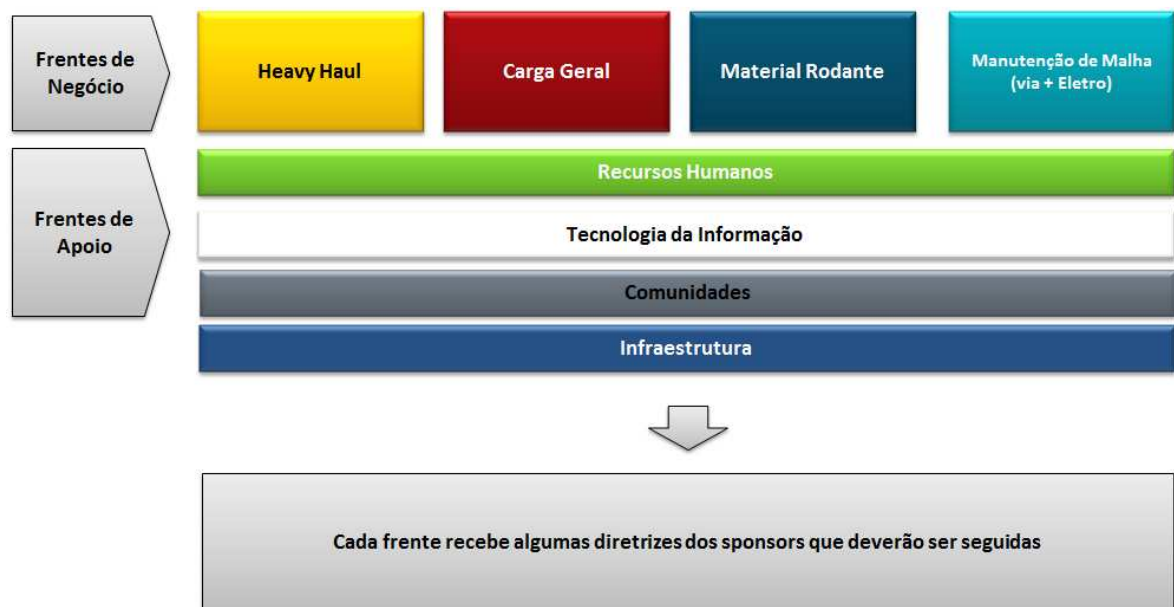 Frentes de
Negócio
Heavy Haul
Carga Geral
Material Rodante
Manutenção de Malha
(via + Eletro)
Frentes de
Apoio
Recursos Humanos
Tecnologia da Informação
Comunidades
Infraestrutura
Cada frente recebe algumas diretrizes dos sponsors que deverão ser seguidas